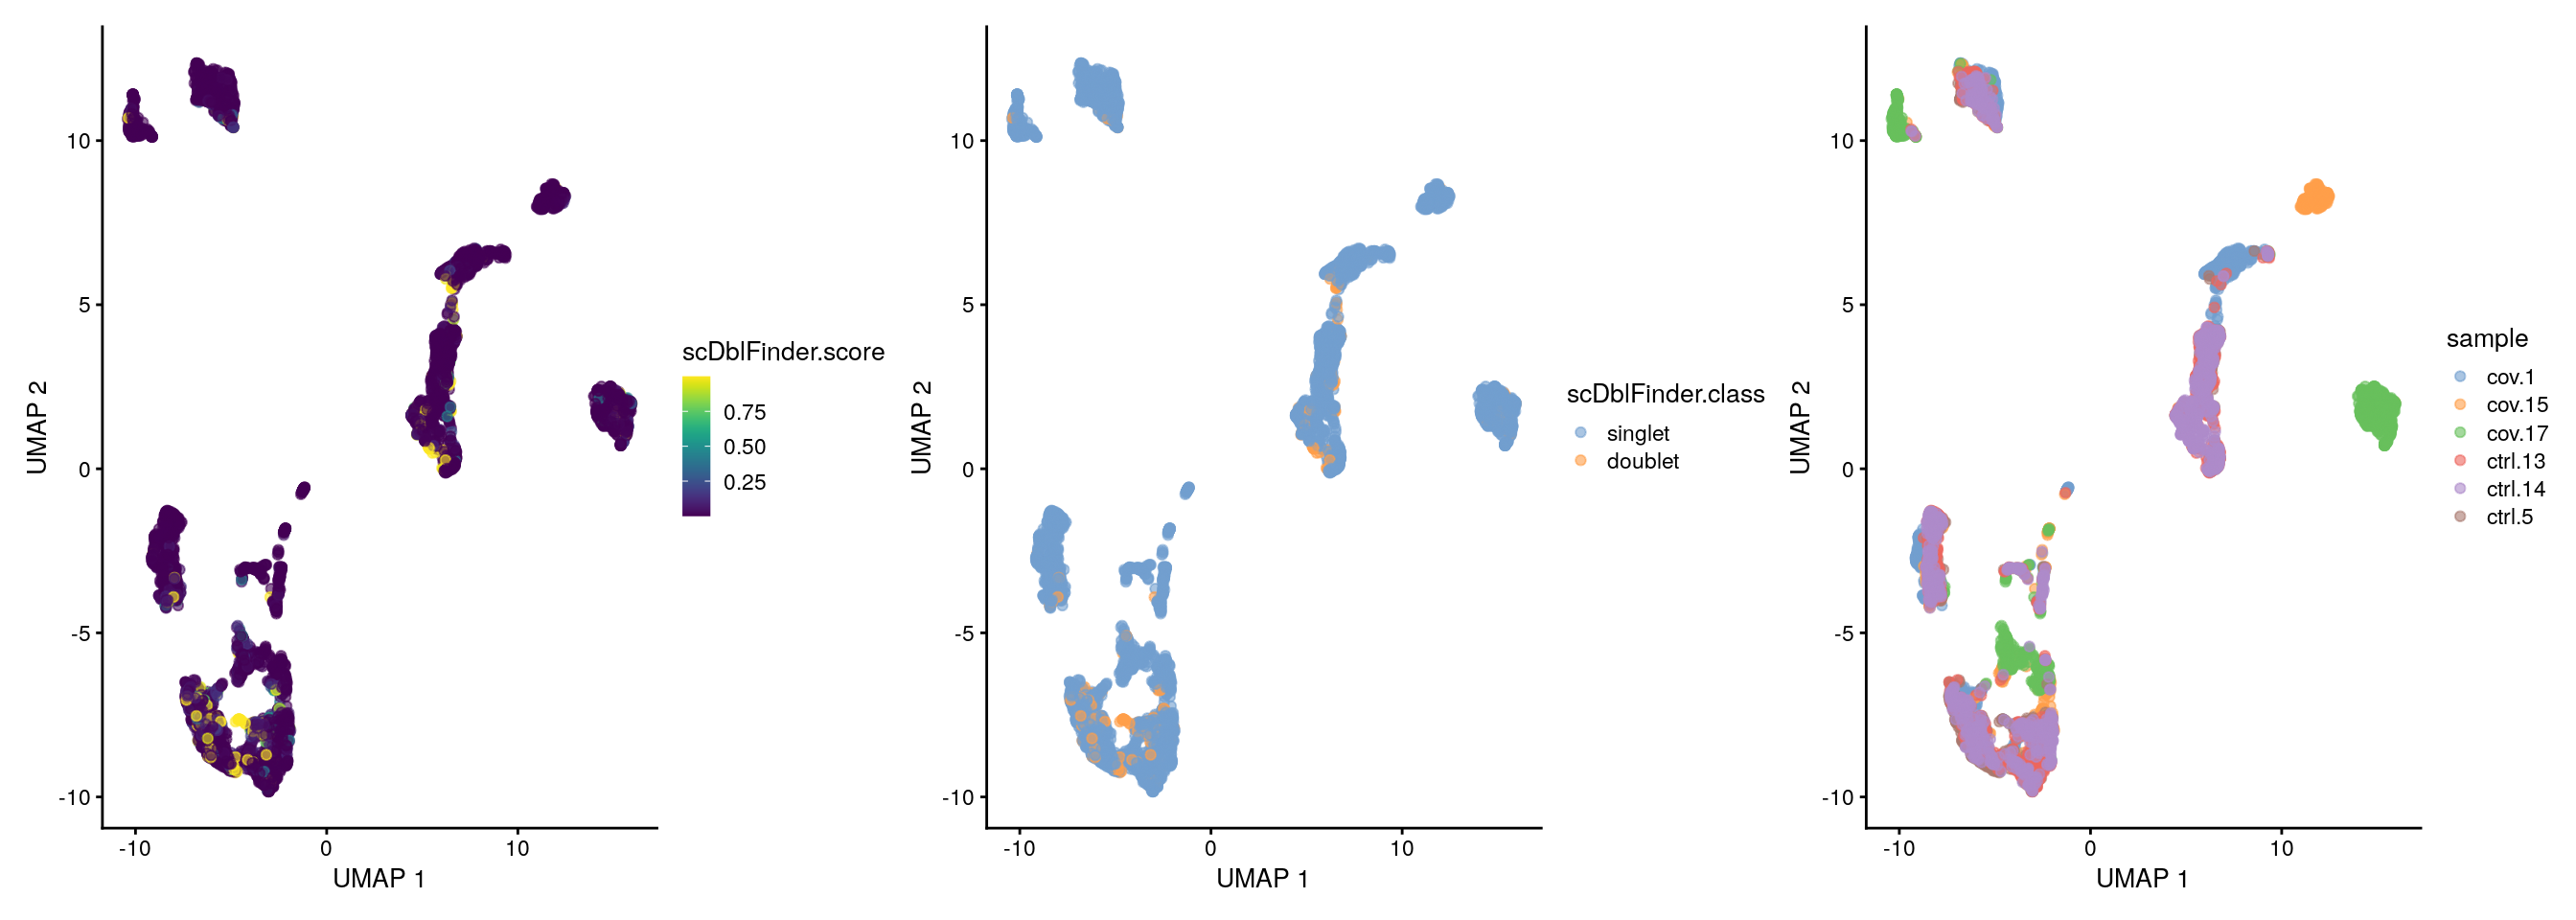 10
5
0
-5
-10
UMAP 2
-10
0
10
UMAP 1
scDblFinder.score
0.75
0.50
0.25
10
5
0
-5
-10
UMAP 2
-10
0
10
UMAP 1
scDblFinder.class
singlet
doublet
10
5
0
-5
-10
UMAP 2
-10
0
10
UMAP 1
sample
cov.1
cov.15
cov.17
ctrl.13
ctrl.14
ctrl.5